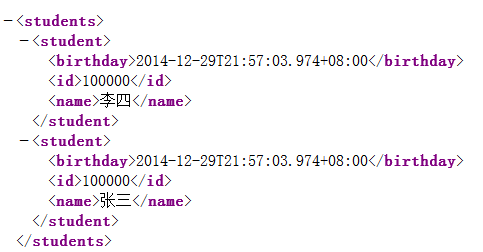 −<students>
−<student>
<birthday>2014-12-29T21:57:03.974+08:00</birthday>
<id>100000</id>
<name>李四</name>
</student>
−<student>
<birthday>2014-12-29T21:57:03.974+08:00</birthday>
<id>100000</id>
<name>张三</name>
</student>
</students>